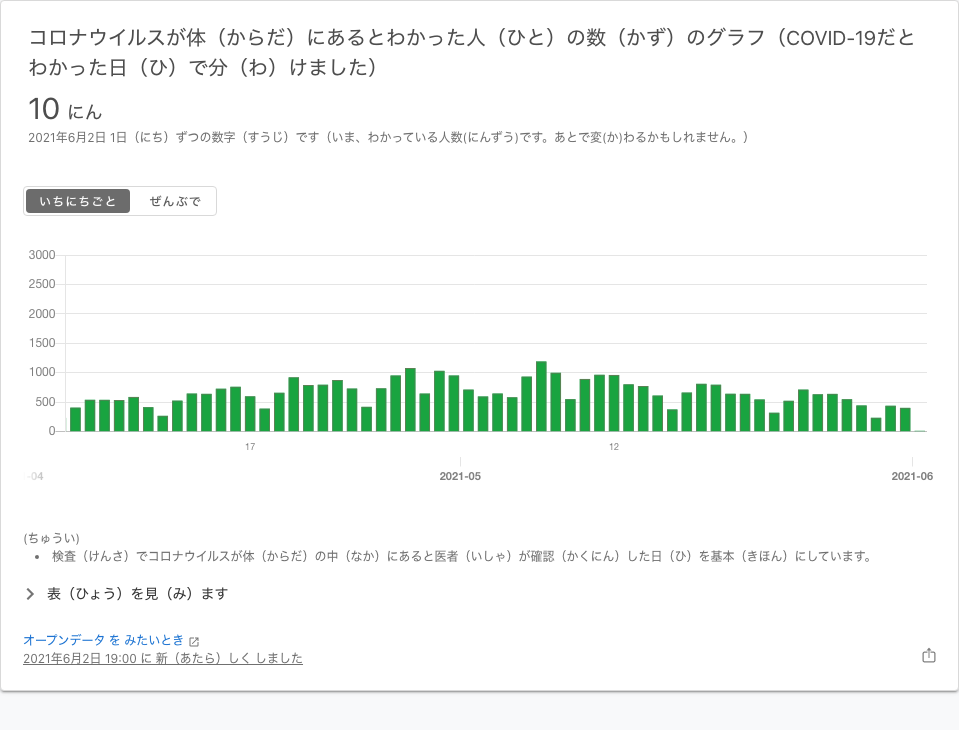 コロナウイルスが体（からだ）にあるとわかった人（ひと）の数（かず）のグラフ（COVID-19だと
わかった日（ひ）で分（わ）けました）
10 にん
2021年6月2日 1日（にち）ずつの数字（すうじ）です（いま、わかっている人数(にんずう)です。あとで変(か)わるかもしれません。）
いちにちごと ぜんぶで
3000
2500
2000
1500
1000
500
0
17 12
-04 2021-05 2021-06
(ちゅうい)
• 検査（けんさ）でコロナウイルスが体（からだ）の中（なか）にあると医者（いしゃ）が確認（かくにん）した日（ひ）を基本（きほん）にしています。
表（ひょう）を見（み）ます
オープンデータ を みたいとき
2021年6月2日 19:00 に 新（あたら）しく しました